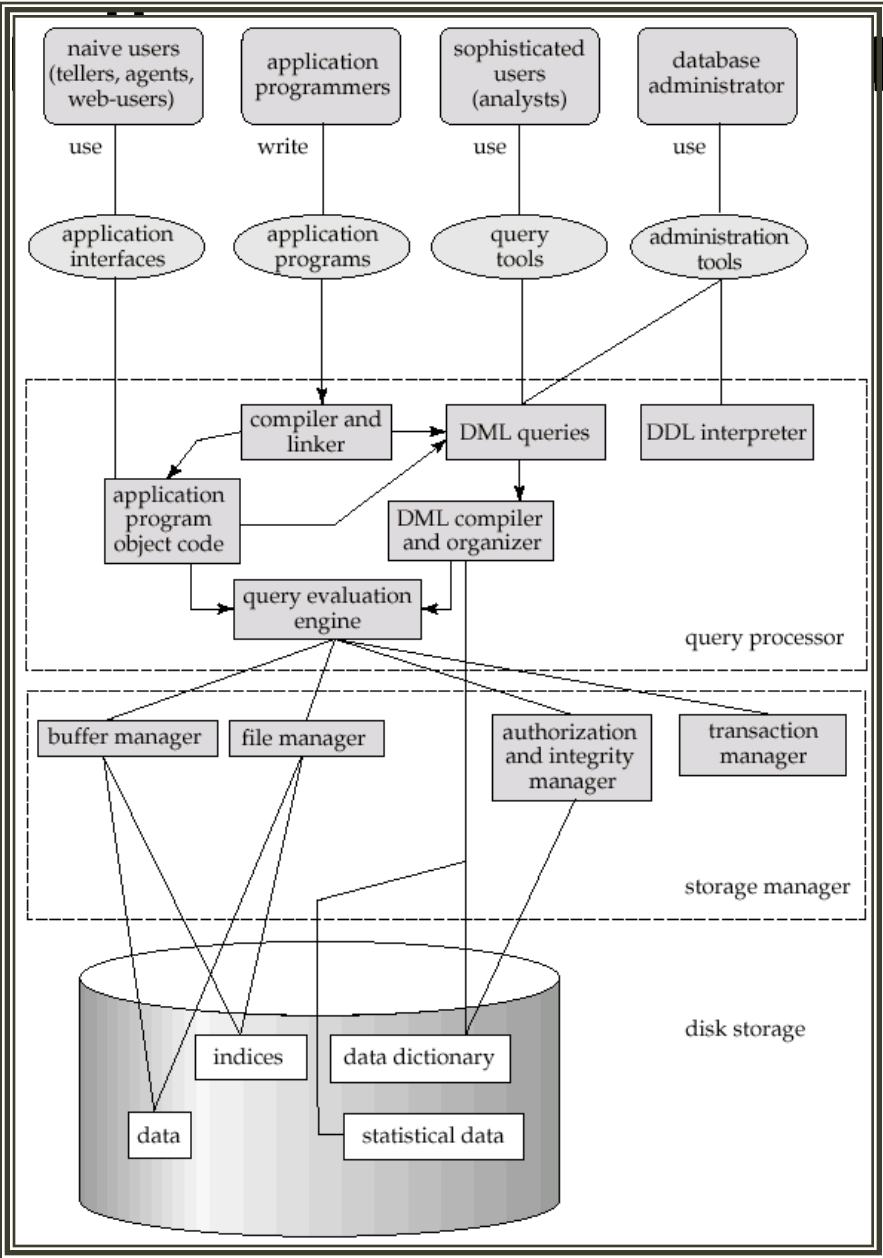 naive users
(tellers, agents,
web-users)
application
programmers
sophisticated
users
(analysts)
database
administrator
use
write
use
use
application
interfaces
application
programs
query
tools
administration
tools
compiler and
linker
DML queries
DDL interpreter
application
program
object code
DML compiler
and organizer
query evaluation
engine
query processor
buffer manager
file manager
authorization
and integrity
manager
transaction
manager
storage manager
disk storage
indices
data dictionary
data
statistical data